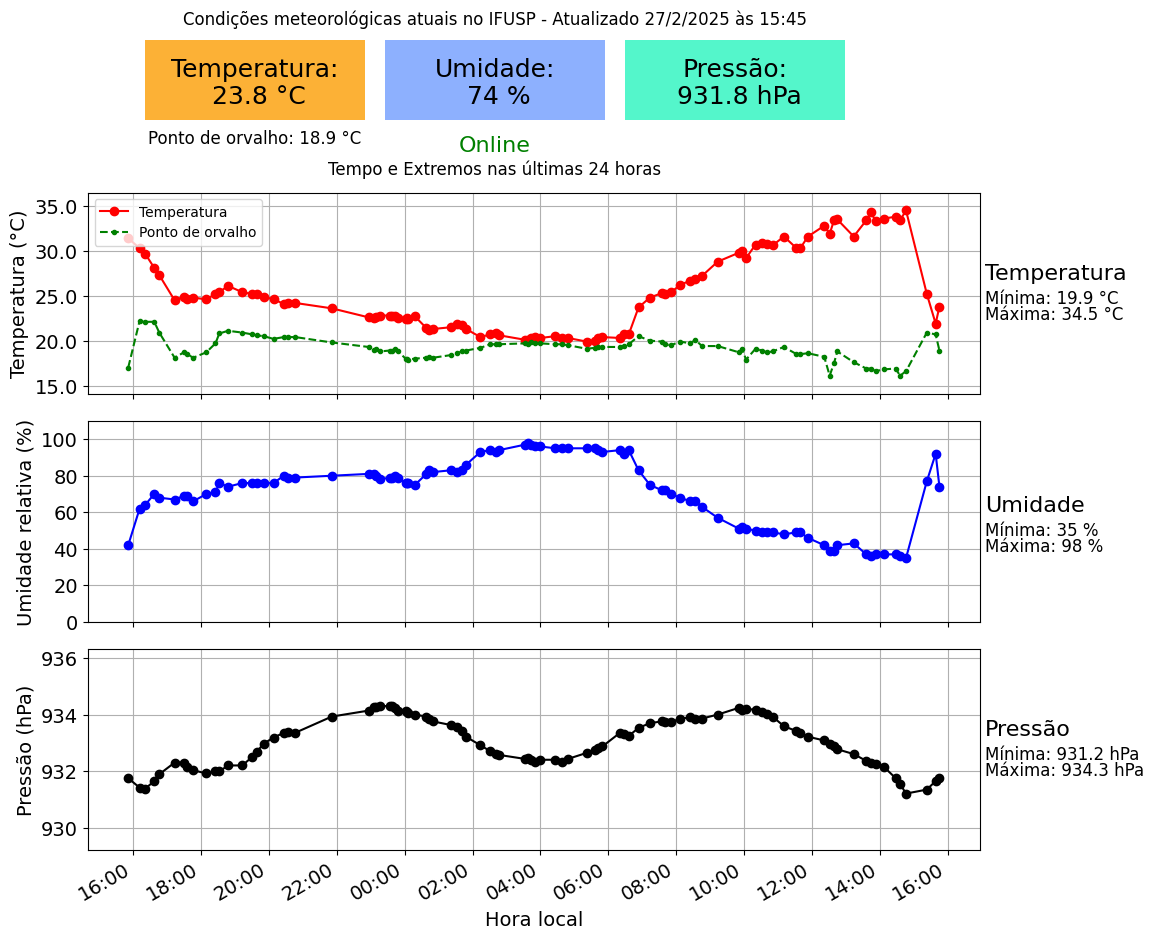 Condições meteorológicas atuais no IFUSP - Atualizado 27/2/2025 às 15:45
Temperatura:
23.8 °C
Umidade:
74 %
Pressão:
931.8 hPa
Ponto de orvalho: 18.9 °C
Online
Tempo e Extremos nas últimas 24 horas
Temperatura (°C)
35.0
30.0
25.0
20.0
15.0
Temperatura
Ponto de orvalho
Temperatura
Mínima: 19.9 °C
Máxima: 34.5 °C
Umidade relativa (%)
100
80
60
40
20
0
Umidade
Mínima: 35 %
Máxima: 98 %
Pressão (hPa)
936
934
932
930
Pressão
Mínima: 931.2 hPa
Máxima: 934.3 hPa
16:00 18:00 20:00 22:00 00:00 02:00 04:00 06:00 08:00 10:00 12:00 14:00 16:00
Hora local